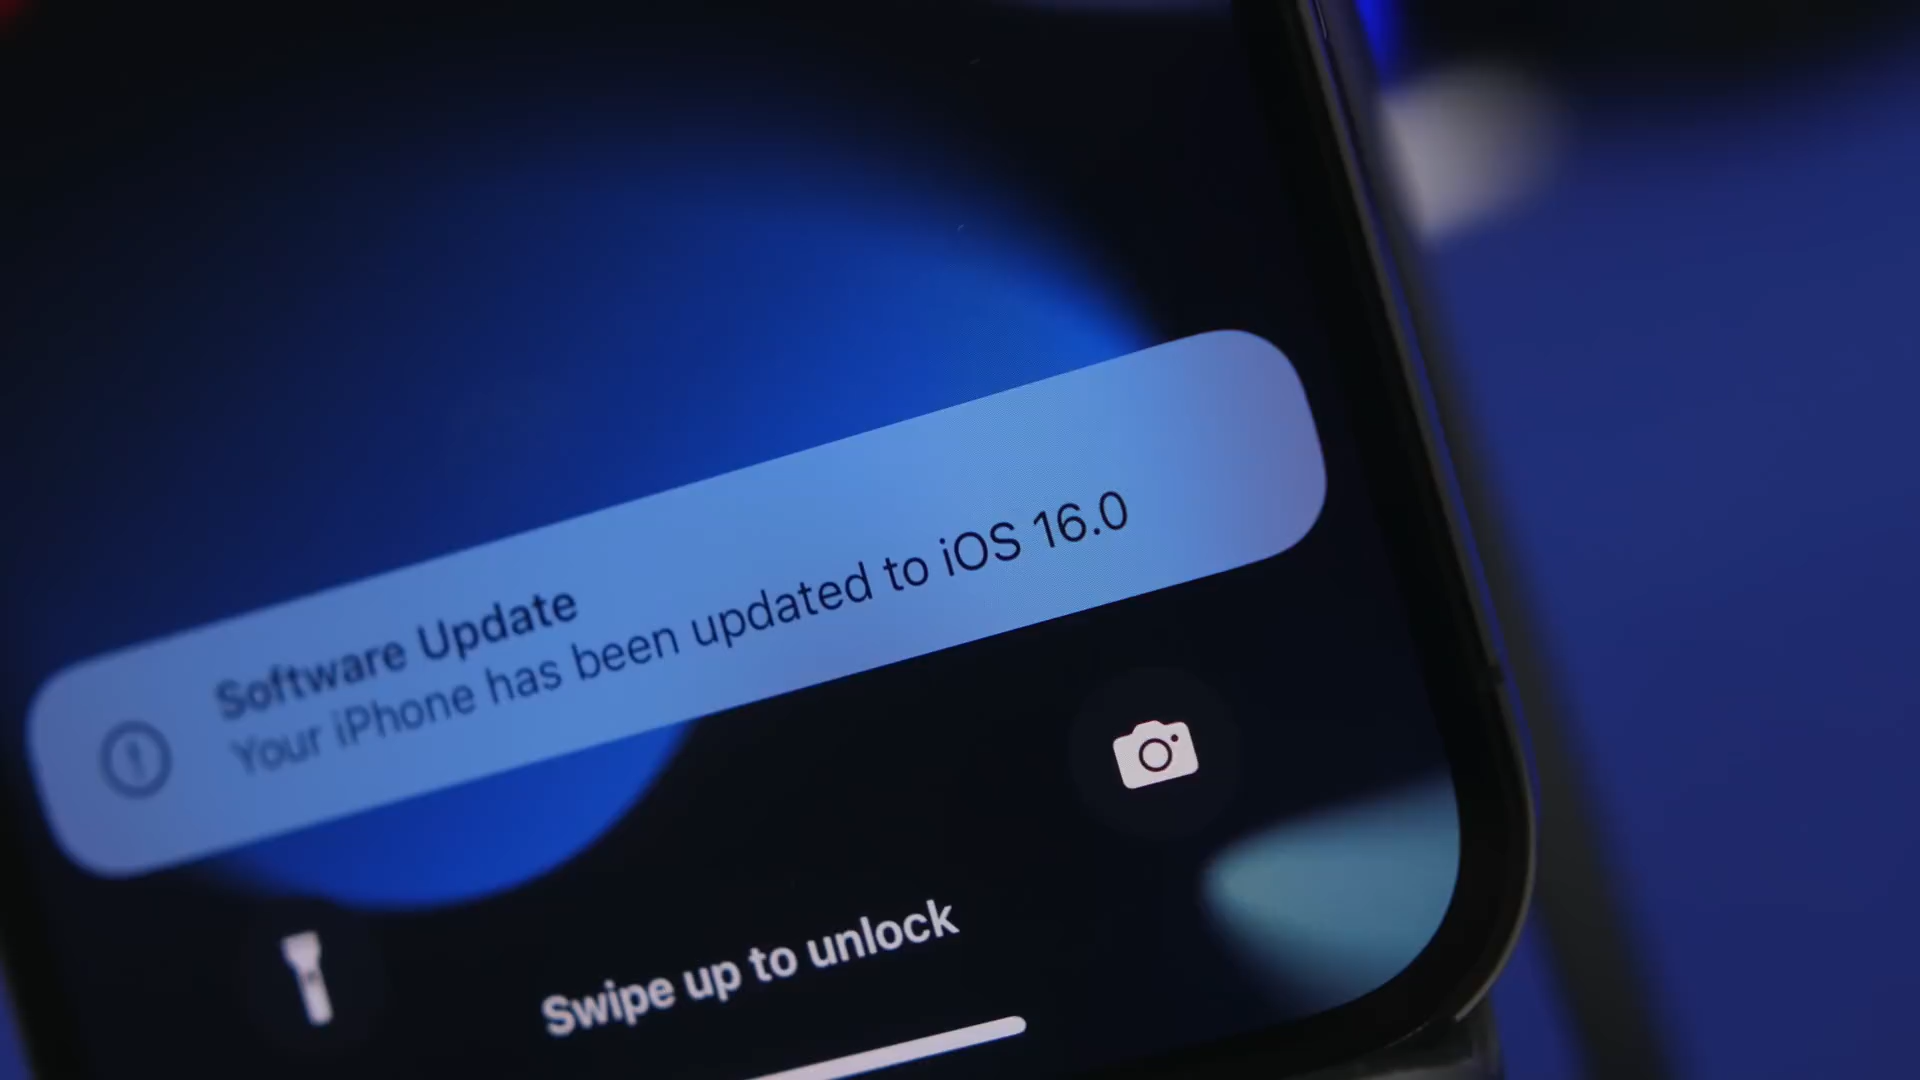 Software Update
Your iPhone has been updated to iOS 16.0
Swipe up to unlock